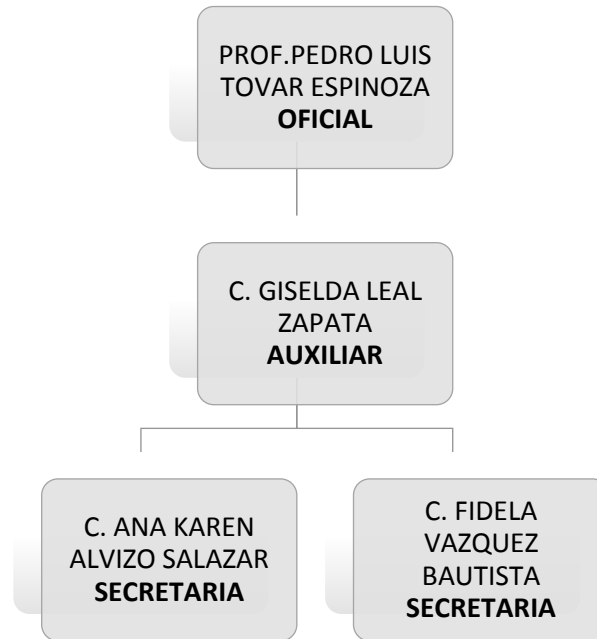 PROF.PEDRO LUIS
TOVAR ESPINOZA
OFICIAL
C. GISELDA LEAL
ZAPATA
AUXILIAR
C. ANA KAREN
ALVIZO SALAZAR
SECRETARIA
C. FIDELA
VAZQUEZ
BAUTISTA
SECRETARIA